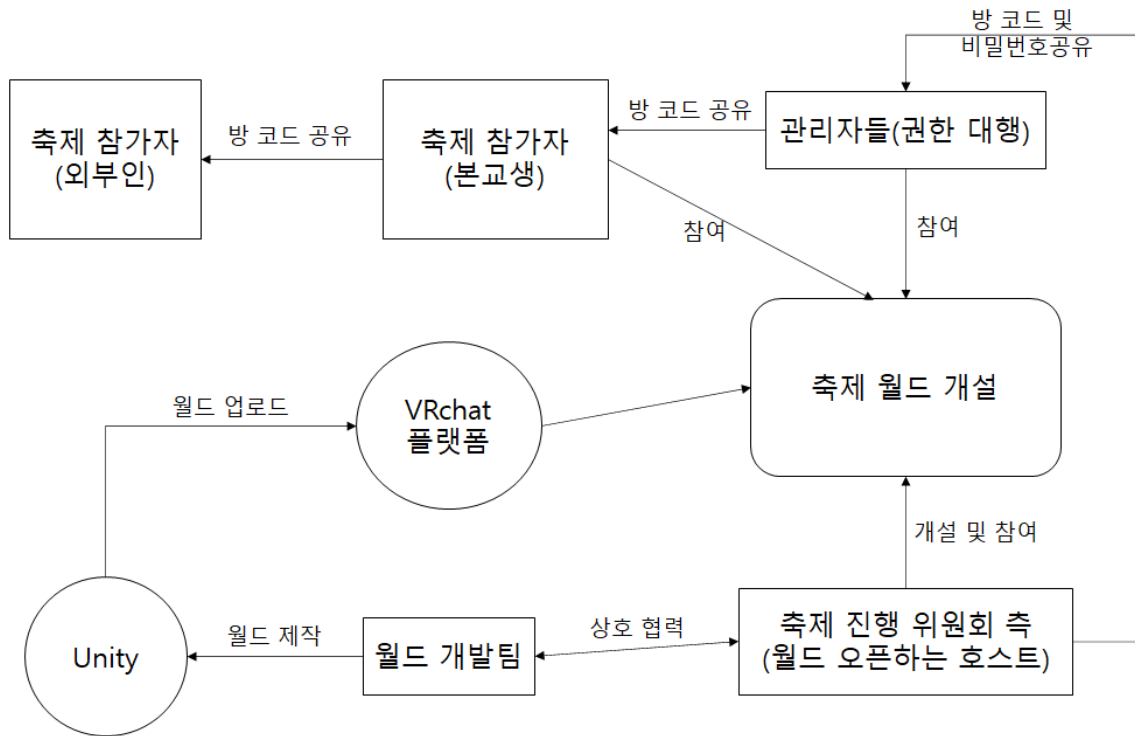 방 코드 및
비밀번호공유
축제 참가자
(외부인)
방 코드 공유
축제 참가자
(본교생)
방 코드 공유
관리자들(권한 대행)
참여
참여
축제 월드 개설
월드 업로드
VRchat
플랫폼
개설 및 참여
Unity
월드 제작
월드 개발팀
상호 협력
축제 진행 위원회 측
(월드 오픈하는 호스트)